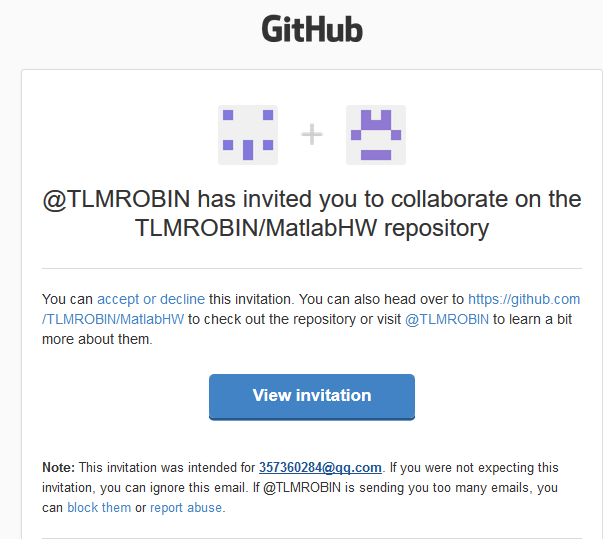 GitHub
@TLMROBIN has invited you to collaborate on the
TLMROBIN/MatlabHW repository
You can accept or decline this invitation. You can also head over to https://github.com
/TLMROBIN/MatlabHW to check out the repository or visit @TLMROBIN to learn a bit
more about them.
View invitation
Note: This invitation was intended for 357360284@qq.com. If you were not expecting this
invitation, you can ignore this email. If @TLMROBIN is sending you too many emails, you
can block them or report abuse.